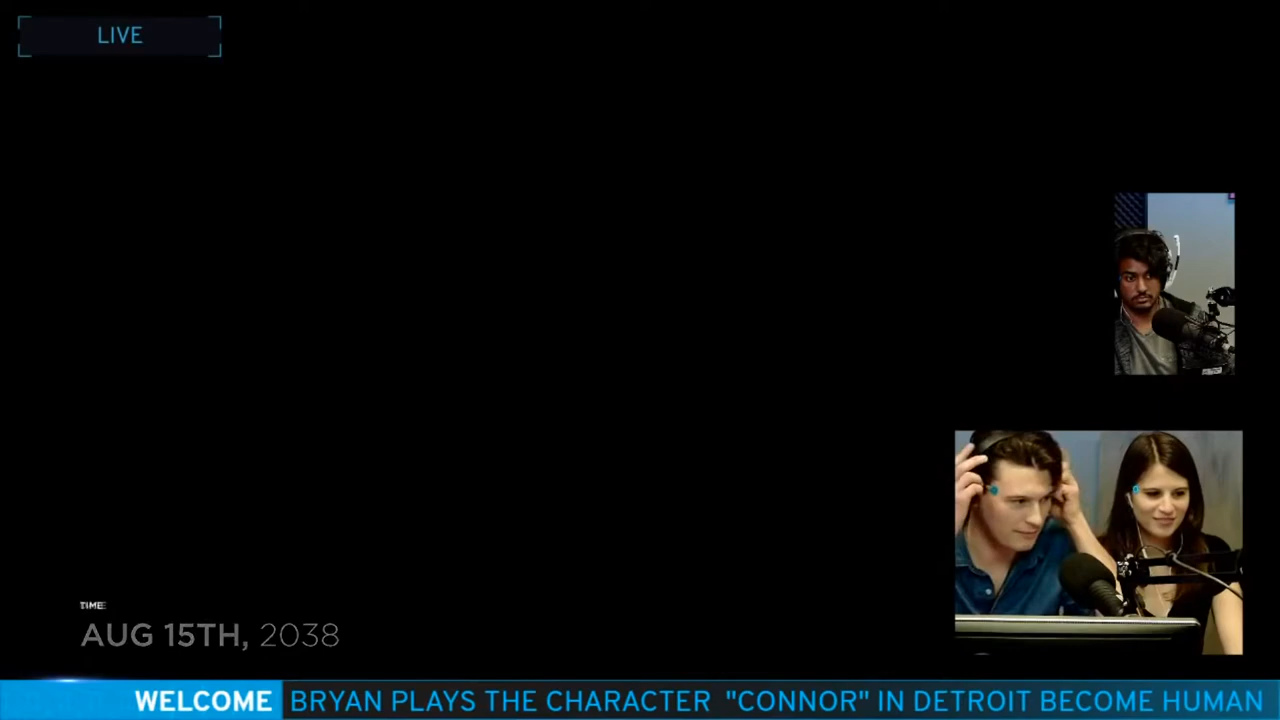 LIVE
TIME:
AUG 15TH, 2038
WELCOME BRYAN PLAYS THE CHARACTER "CONNOR" IN DETROIT BECOME HUMAN